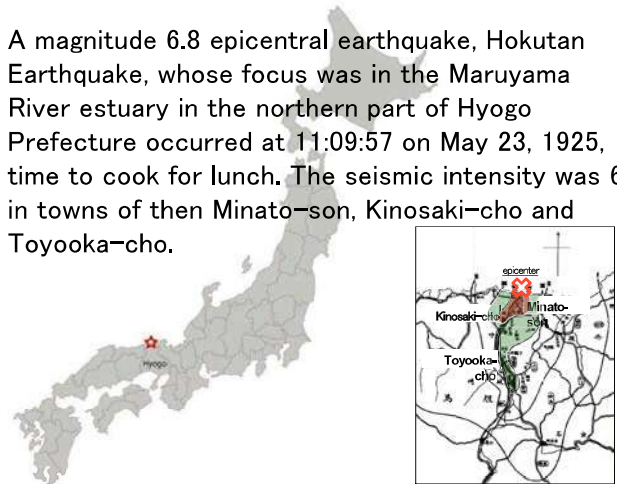 A magnitude 6.8 epicentral earthquake, Hokutan
Earthquake, whose focus was in the Maruyama
River estuary in the northern part of Hyogo
Prefecture occurred at 11:09:57 on May 23, 1925,
time to cook for lunch. The seismic intensity was 6
in towns of then Minato-son, Kinosaki-cho and
Toyooka-cho.
epicenter
Minato-
son
Kinosaki-cho
Toyooka-
cho
Hyogo
馬